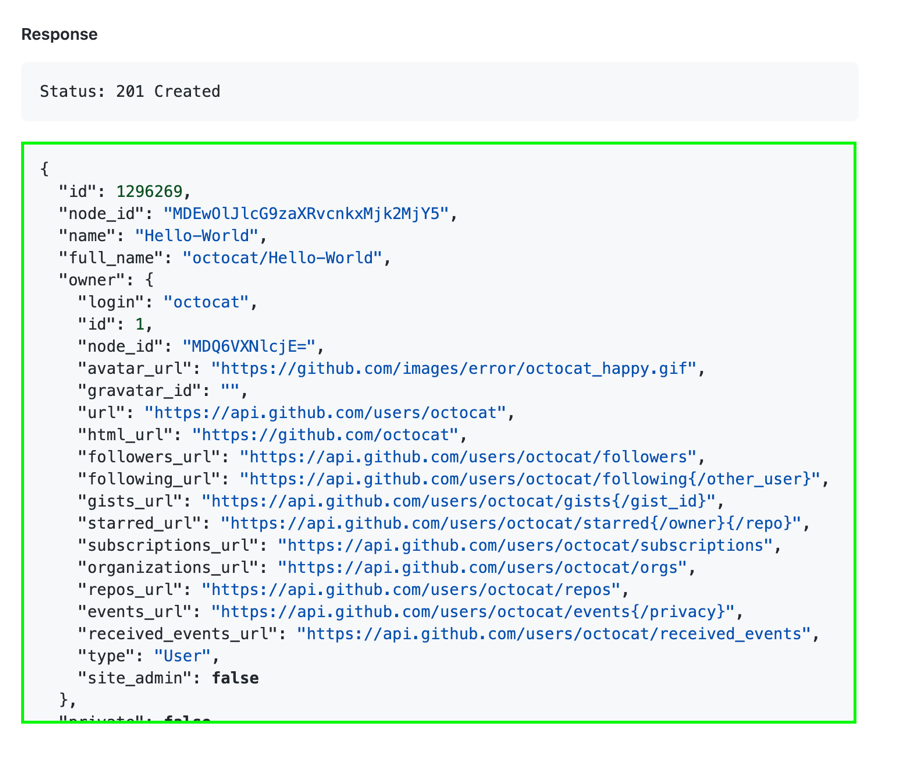 Response
Status: 201 Created
{
"id": 1296269,
"node_id": "MDEwOlJlcG9zaXRvcnkxMjk2MjY5",
"name": "Hello-World",
"full_name": "octocat/Hello-World",
"owner": {
"login": "octocat",
"id": 1,
"node_id": "MDQ6VXNlcjE=",
"avatar_url": "https://github.com/images/error/octocat_happy.gif",
"gravatar_id": "",
"url": "https://api.github.com/users/octocat",
"html_url": "https://github.com/octocat",
"followers_url": "https://api.github.com/users/octocat/followers",
"following_url": "https://api.github.com/users/octocat/following{/other_user}",
"gists_url": "https://api.github.com/users/octocat/gists{/gist_id}",
"starred_url": "https://api.github.com/users/octocat/starred{/owner}{/repo}",
"subscriptions_url": "https://api.github.com/users/octocat/subscriptions",
"organizations_url": "https://api.github.com/users/octocat/orgs",
"repos_url": "https://api.github.com/users/octocat/repos",
"events_url": "https://api.github.com/users/octocat/events{/privacy}",
"received_events_url": "https://api.github.com/users/octocat/received_events",
"type": "User",
"site_admin": false
},
"private": false